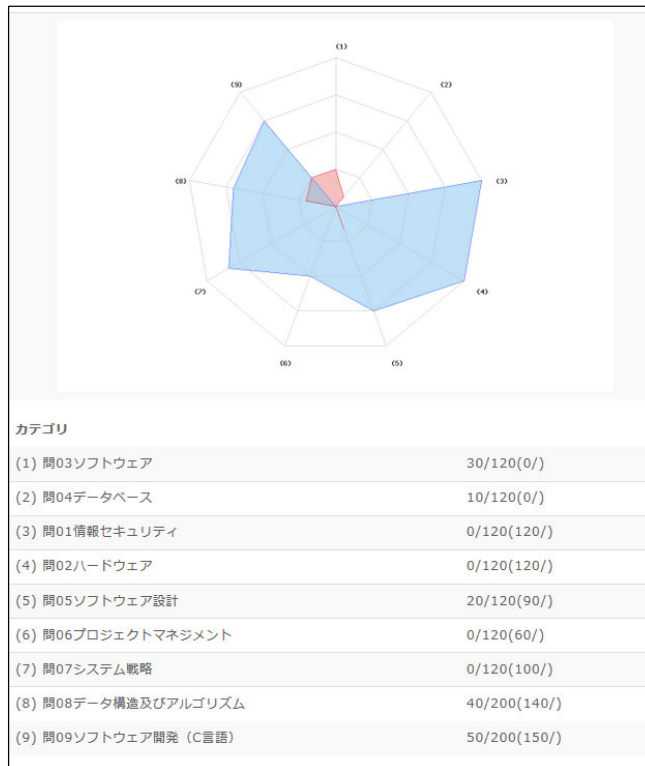 (1)
(9)
(2)
(8)
(3)
(7)
(4)
(6)
(5)
カテゴリ
(1) 問03ソフトウェア 30/120(0/)
(2) 問04データベース 10/120(0/)
(3) 問01情報セキュリティ 0/120(120/)
(4) 問02ハードウェア 0/120(120/)
(5) 問05ソフトウェア設計 20/120(90/)
(6) 問06プロジェクトマネジメント 0/120(60/)
(7) 問07システム戦略 0/120(100/)
(8) 問08データ構造及びアルゴリズム 40/200(140/)
(9) 問09ソフトウェア開発（C言語） 50/200(150/)